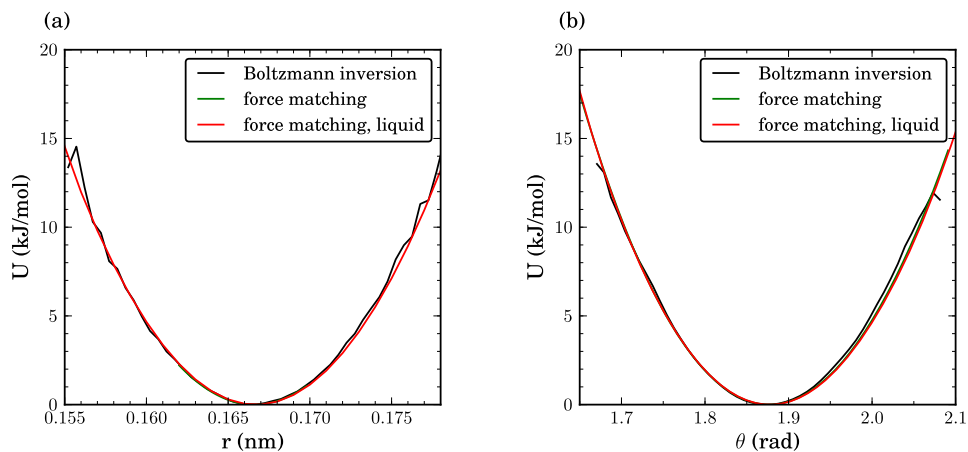 (a)
20
15
10
5
0
U (kJ/mol)
Boltzmann inversion
force matching
force matching, liquid
0.155
0.160
0.165
0.170
0.175
r (nm)
(b)
20
15
10
5
0
U (kJ/mol)
Boltzmann inversion
force matching
force matching, liquid
1.7
1.8
1.9
2.0
2.1
θ (rad)